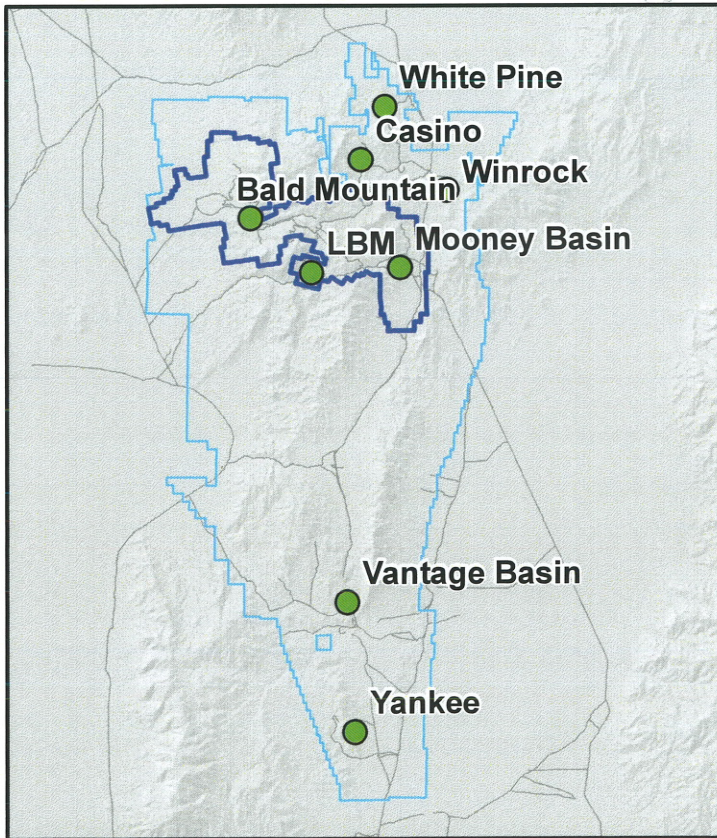 White Pine
Casino
Winrock
Bald Mountain
LBM
Mooney Basin
Vantage Basin
Yankee